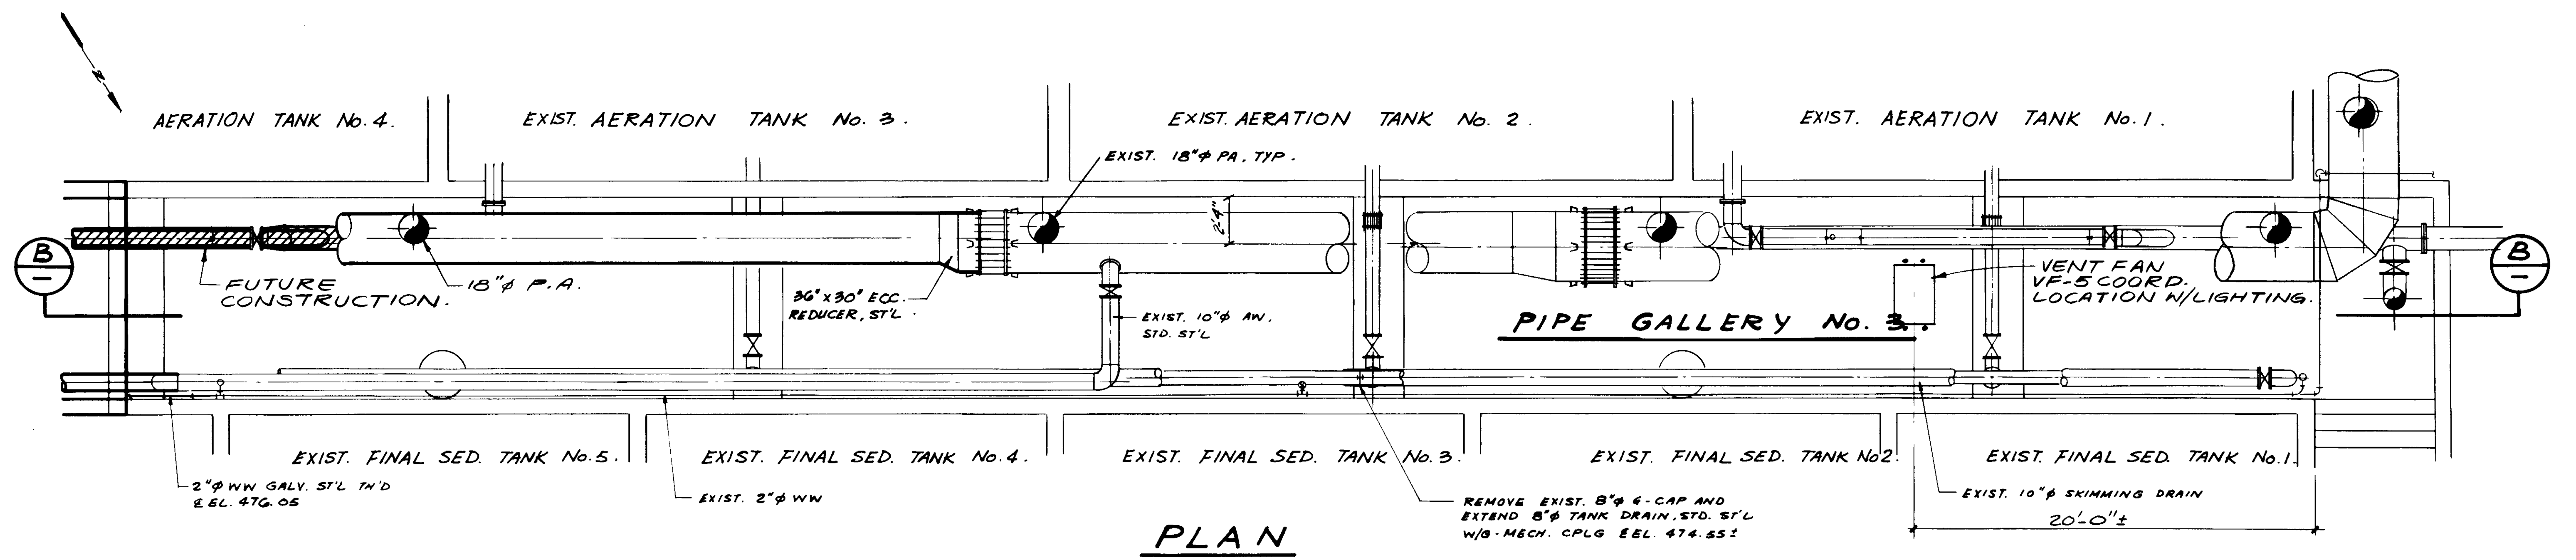 N
AERATION TANK No. 4.
EXIST. AERATION TANK No. 3.
EXIST. AERATION TANK No. 2.
EXIST. AERATION TANK No. 1.
EXIST. 18"φ PA. TYP.
2'4"
B
–
FUTURE
CONSTRUCTION.
18"φ P.A.
36"x30" ECC.
REDUCER, ST'L.
EXIST. 10"φ AW.
STD. ST'L
PIPE GALLERY No. 3.
VENT FAN
VF-5 COORD.
LOCATION W/LIGHTING.
B
–
EXIST. FINAL SED. TANK No. 5.
EXIST. FINAL SED. TANK No. 4.
EXIST. FINAL SED. TANK No. 3.
EXIST. FINAL SED. TANK No 2.
EXIST. FINAL SED. TANK No. 1.
2"φ WW GALV. ST'L TH'D
℄ EL. 476.05
EXIST. 2"φ WW
REMOVE EXIST. 8"φ G-CAP AND
EXTEND 8"φ TANK DRAIN, STD. ST'L
W/G-MECH. CPLG ℄ EL. 474.55±
EXIST. 10"φ SKIMMING DRAIN
20'-0"±
PLAN